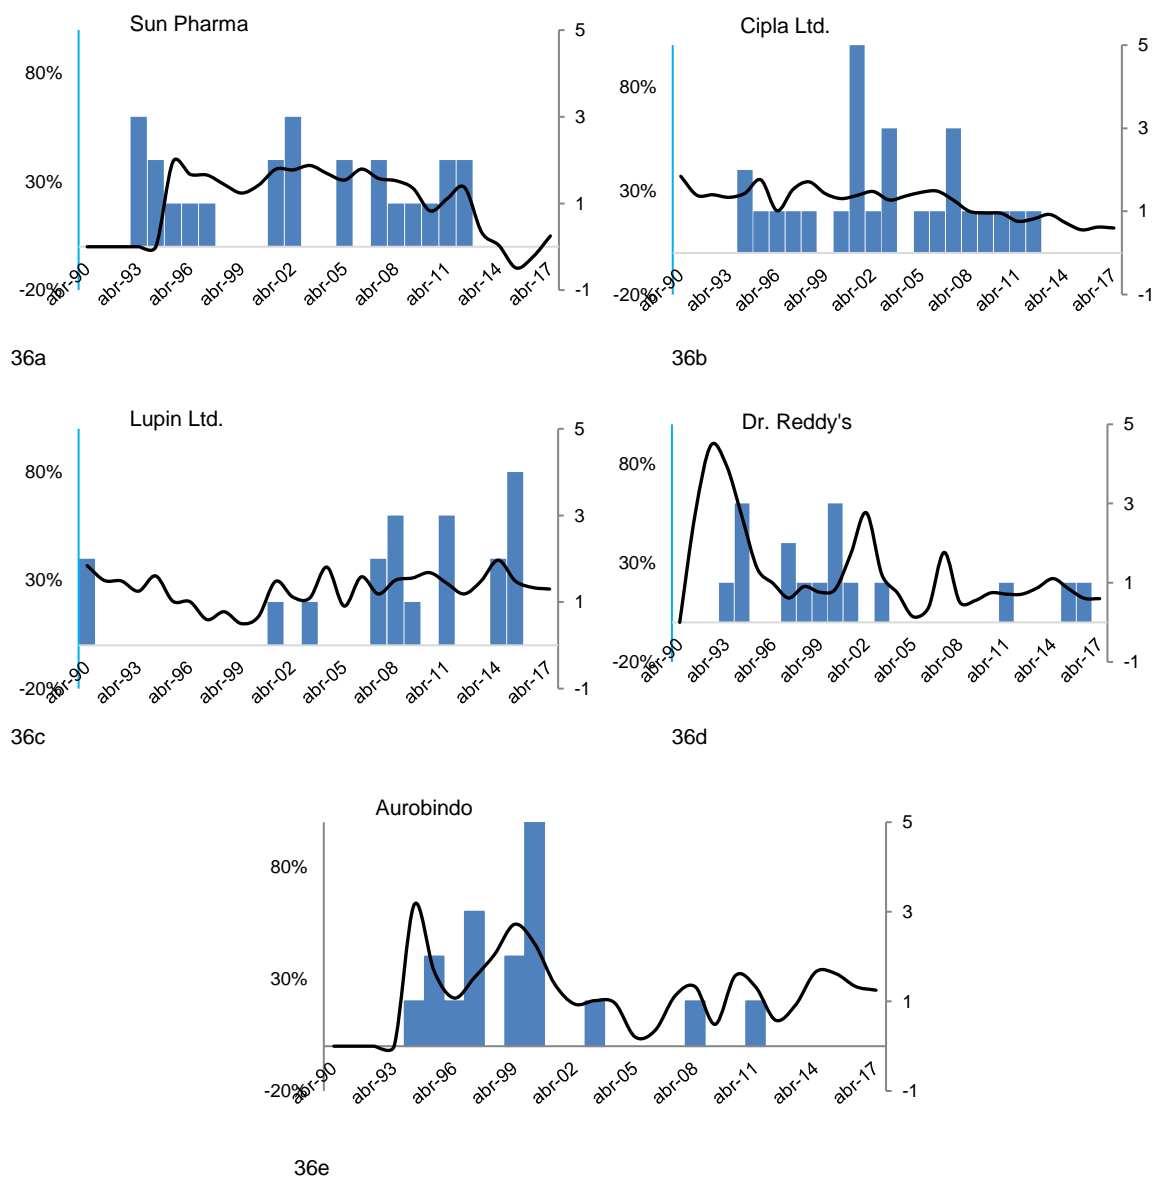 Sun Pharma
80%
30%
-20%
5
3
1
-1
abr-90
abr-93
abr-96
abr-99
abr-02
abr-05
abr-08
abr-11
abr-14
abr-17
36a
Cipla Ltd.
80%
30%
-20%
5
3
1
-1
abr-90
abr-93
abr-96
abr-99
abr-02
abr-05
abr-08
abr-11
abr-14
abr-17
36b
Lupin Ltd.
80%
30%
-20%
5
3
1
-1
abr-90
abr-93
abr-96
abr-99
abr-02
abr-05
abr-08
abr-11
abr-14
abr-17
36c
Dr. Reddy's
80%
30%
-20%
5
3
1
-1
abr-90
abr-93
abr-96
abr-99
abr-02
abr-05
abr-08
abr-11
abr-14
abr-17
36d
Aurobindo
80%
30%
-20%
5
3
1
-1
abr-90
abr-93
abr-96
abr-99
abr-02
abr-05
abr-08
abr-11
abr-14
abr-17
36e